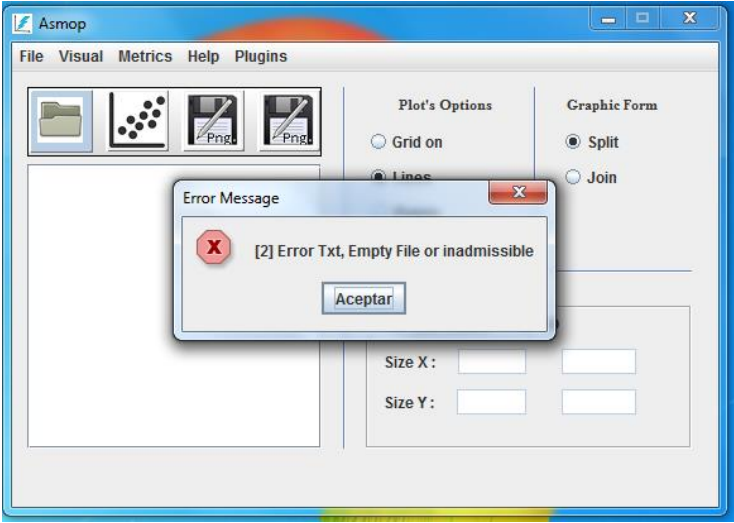 Asmop
File Visual Metrics Help Plugins
Png
Png
Plot's Options
Graphic Form
Grid on
Split
Lines
Join
Error Message
[2] Error Txt, Empty File or inadmissible
Aceptar
Size X :
Size Y :